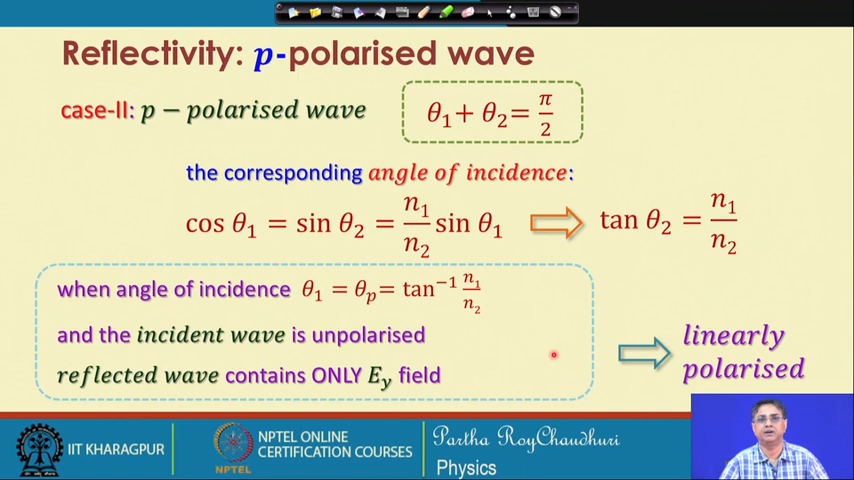 Reflectivity: p-polarised wave
case-II: p − polarised wave
θ₁ + θ₂ = π/2
the corresponding angle of incidence:
cos θ₁ = sin θ₂ = n₁/n₂ sin θ₁ ⇨ tan θ₂ = n₁/n₂
when angle of incidence θ₁ = θₚ = tan⁻¹ n₁/n₂
and the incident wave is unpolarised
reflected wave contains ONLY E_y field
linearly
polarised
IIT KHARAGPUR
NPTEL
NPTEL ONLINE
CERTIFICATION COURSES
Partha RoyChaudhuri
Physics